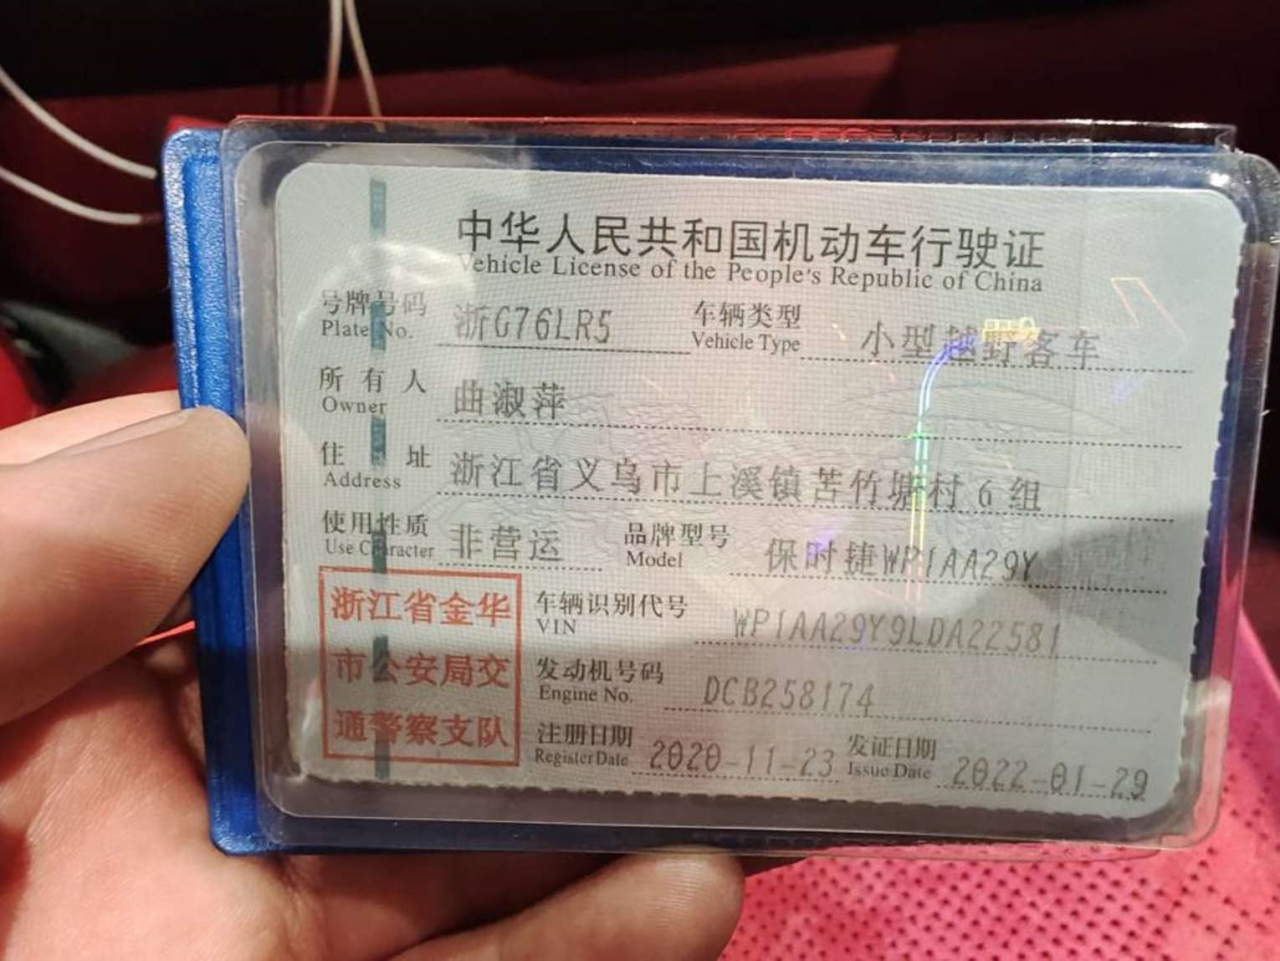 中华人民共和国机动车行驶证
Vehicle License of the People's Republic of China
号牌号码 浙G76LR5 车辆类型 小型越野客车
Plate No. Vehicle Type
所有人 曲淑萍
Owner
住址 浙江省义乌市上溪镇苦竹塘村6组
Address
使用性质 非营运 品牌型号 保时捷WP1AA29Y
Use Character Model
浙江省金华
市公安局交
通警察支队
车辆识别代号 WP1AA29Y9LDA22581
VIN
发动机号码 DCB258174
Engine No.
注册日期 2020-11-23 发证日期 2022-01-29
Register Date Issue Date